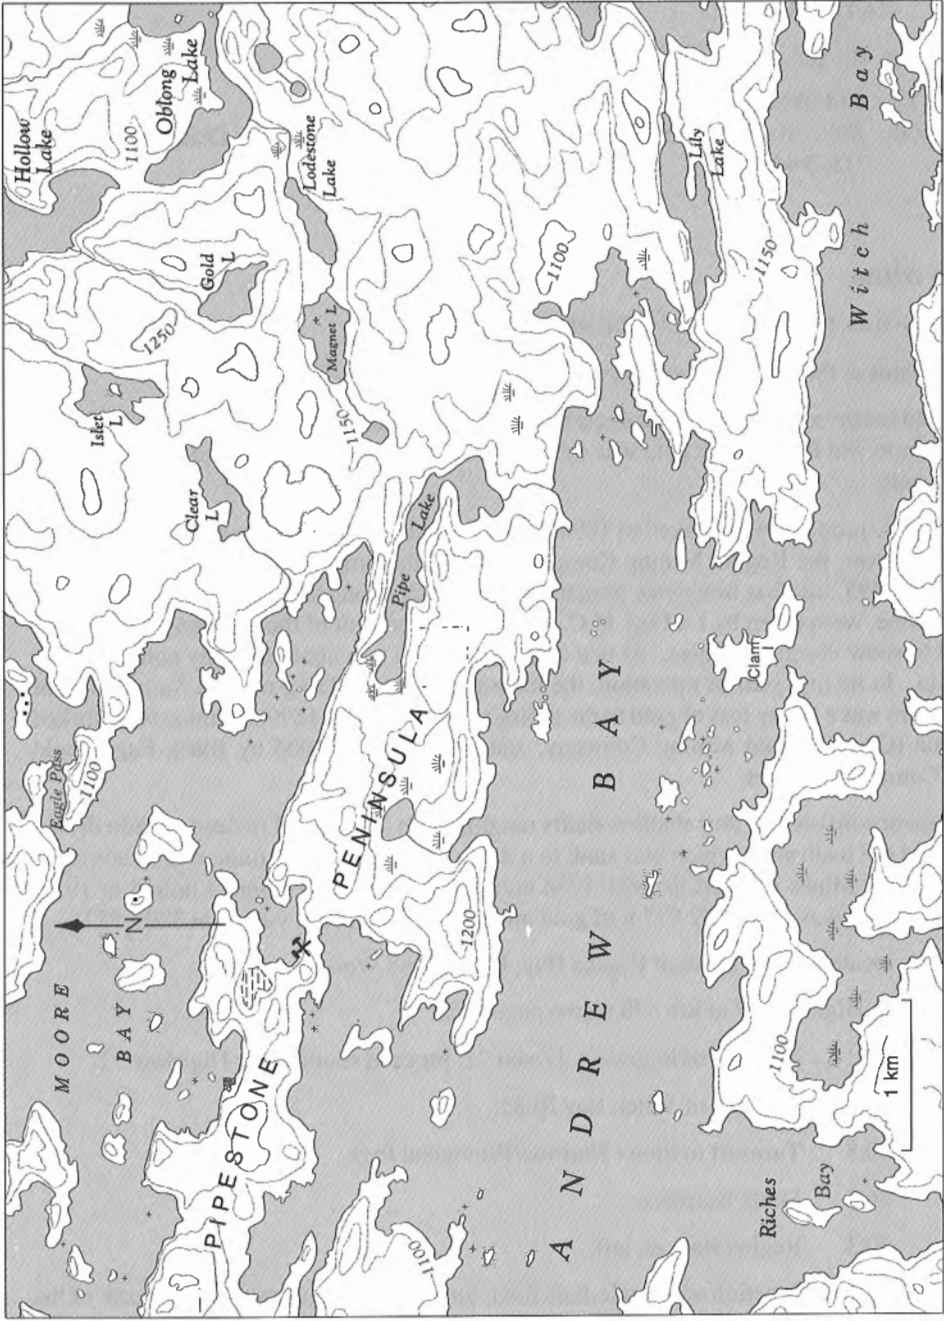 MOORE
BAY
Eagle Pass
1100
Hollow
Lake
1100
Oblong
Lake
Islet
L
1250
Gold
L
Clear
L
N
Lodestone
Lake
Magnet L
1150
Pipe Lake
PIPESTONE PENINSULA
1200
1100
1100
Lily
Lake
ANDREW BAY
1150
Witch Bay
Island
1100
Riches
Bay
1 km